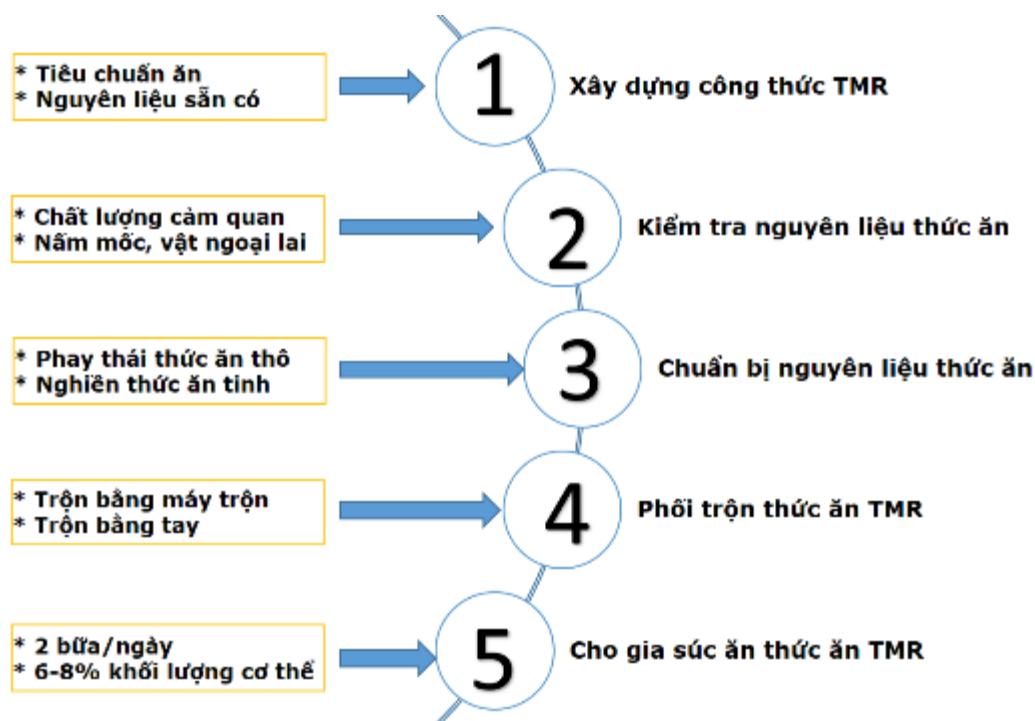 * Tiêu chuẩn ăn
* Nguyên liệu sẵn có
1
Xây dựng công thức TMR
* Chất lượng cảm quan
* Nấm mốc, vật ngoại lai
2
Kiểm tra nguyên liệu thức ăn
* Phay thái thức ăn thô
* Nghiền thức ăn tinh
3
Chuẩn bị nguyên liệu thức ăn
* Trộn bằng máy trộn
* Trộn bằng tay
4
Phối trộn thức ăn TMR
* 2 bữa/ngày
* 6-8% khối lượng cơ thể
5
Cho gia súc ăn thức ăn TMR